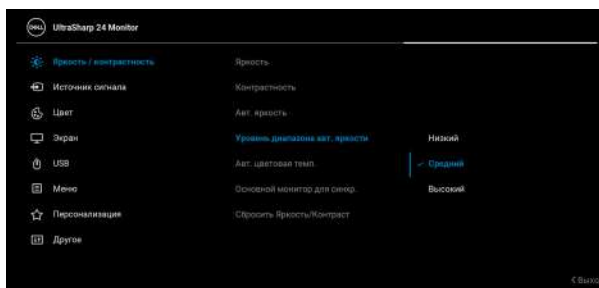 DELL UltraSharp 24 Monitor
Яркость / контрастность
Яркость
Источник сигнала
Контрастность
Цвет
Авт. яркость
Экран
Уровень диапазона авт. яркости
Низкий
USB
Авт. цветовая темп.
Средний
Меню
Основной монитор для синхр.
Высокий
Персонализация
Сбросить Яркость/Контраст
Другое